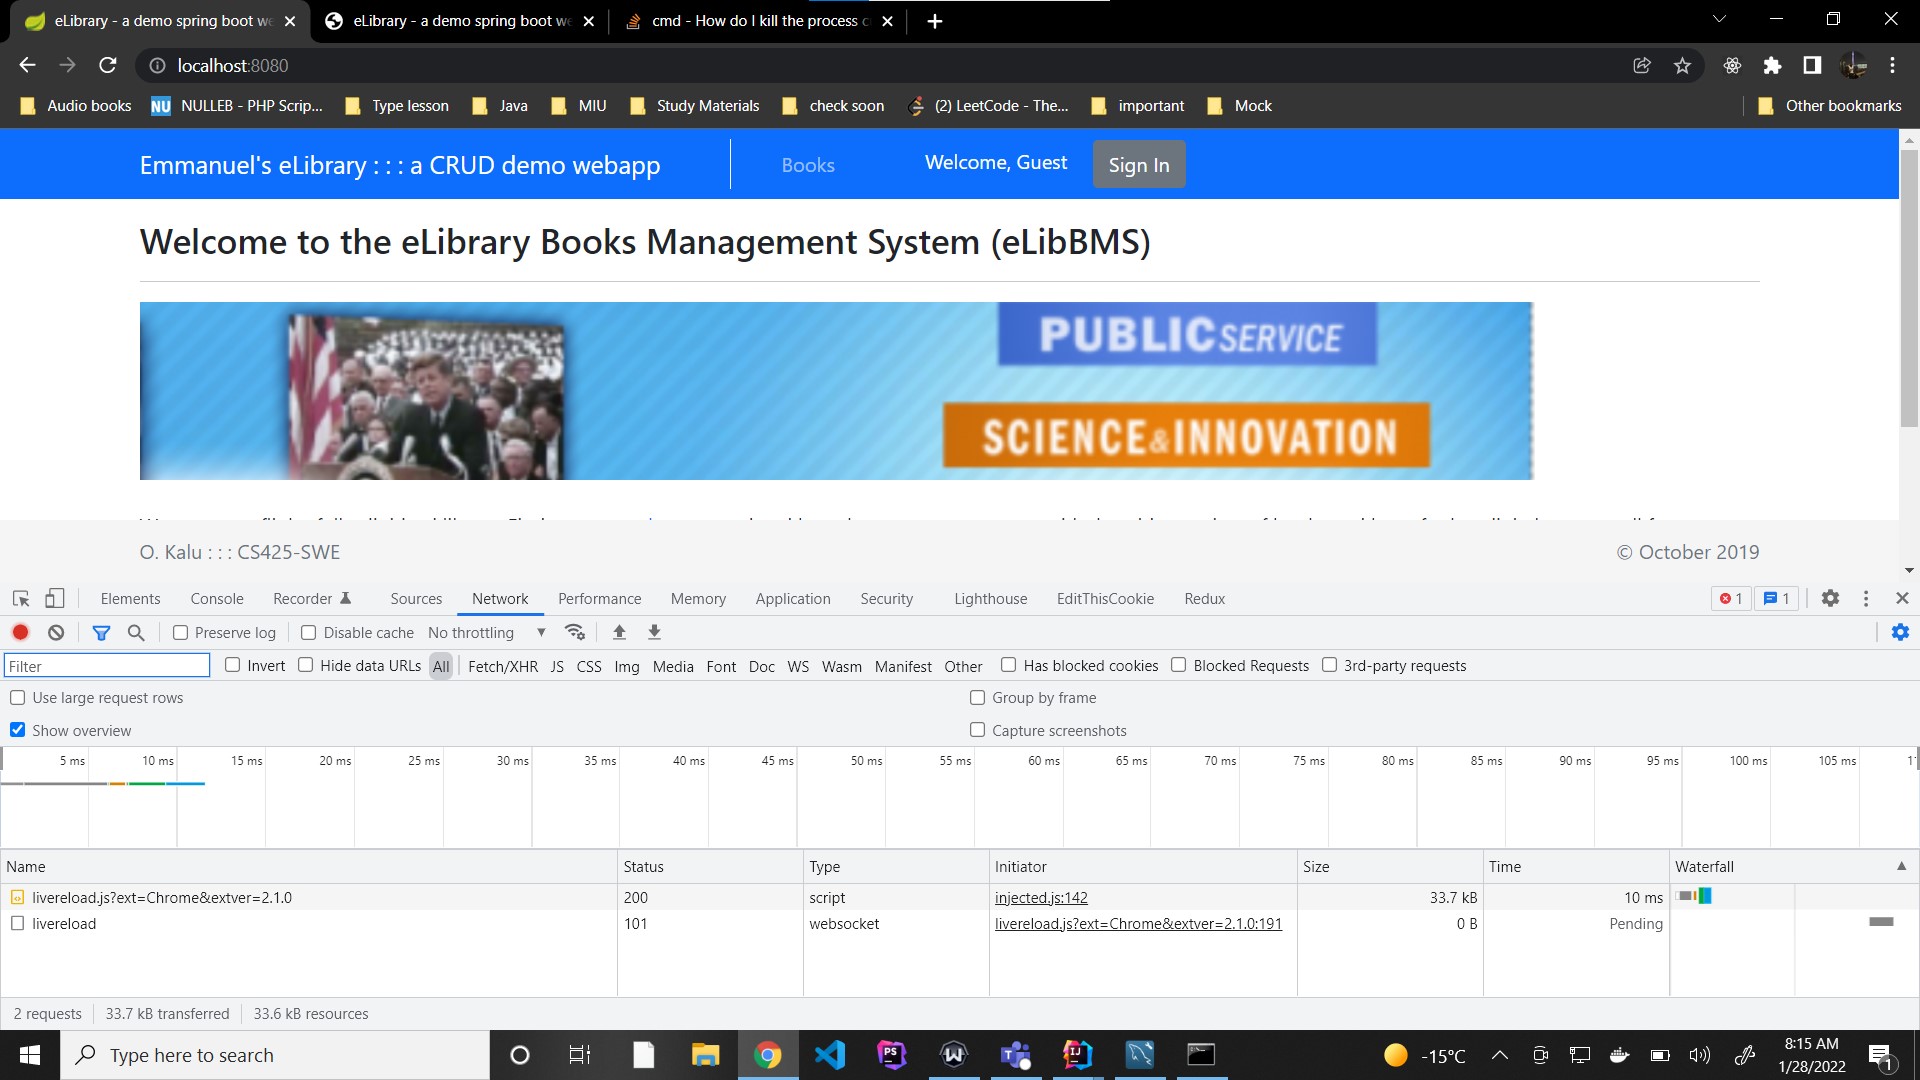 eLibrary - a demo spring boot we
eLibrary - a demo spring boot we
cmd - How do I kill the process c
localhost:8080
Audio books
NU NULLEB - PHP Scrip...
Type lesson
Java
MIU
Study Materials
check soon
(2) LeetCode - The...
important
Mock
Other bookmarks
Emmanuel's eLibrary : : : a CRUD demo webapp
Books
Welcome, Guest
Sign In
Welcome to the eLibrary Books Management System (eLibBMS)
PUBLIC SERVICE
SCIENCE & INNOVATION
O. Kalu : : : CS425-SWE
© October 2019
Elements Console Recorder Sources Network Performance Memory Application Security Lighthouse EditThisCookie Redux 1 1
Preserve log Disable cache No throttling
Filter Invert Hide data URLs All Fetch/XHR JS CSS Img Media Font Doc WS Wasm Manifest Other Has blocked cookies Blocked Requests 3rd-party requests
Use large request rows Group by frame
Show overview Capture screenshots
5 ms 10 ms 15 ms 20 ms 25 ms 30 ms 35 ms 40 ms 45 ms 50 ms 55 ms 60 ms 65 ms 70 ms 75 ms 80 ms 85 ms 90 ms 95 ms 100 ms 105 ms
Name Status Type Initiator Size Time Waterfall
livereload.js?ext=Chrome&extver=2.1.0 200 script injected.js:142 33.7 kB 10 ms
livereload 101 websocket livereload.js?ext=Chrome&extver=2.1.0:191 0 B Pending
2 requests 33.7 kB transferred 33.6 kB resources
Type here to search
PS
IJ
-15°C
8:15 AM
1/28/2022
1